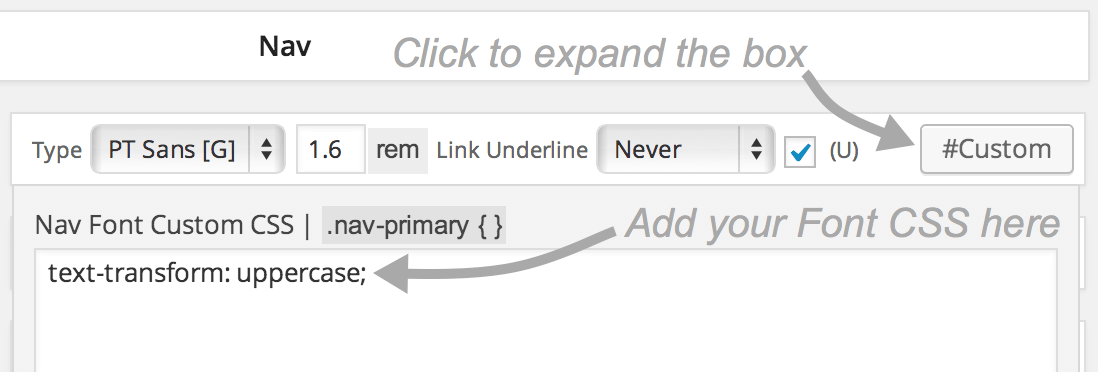 Nav
Click to expand the box
Type PT Sans [G] 1.6 rem Link Underline Never (U) #Custom
Nav Font Custom CSS | .nav-primary { }
Add your Font CSS here
text-transform: uppercase;